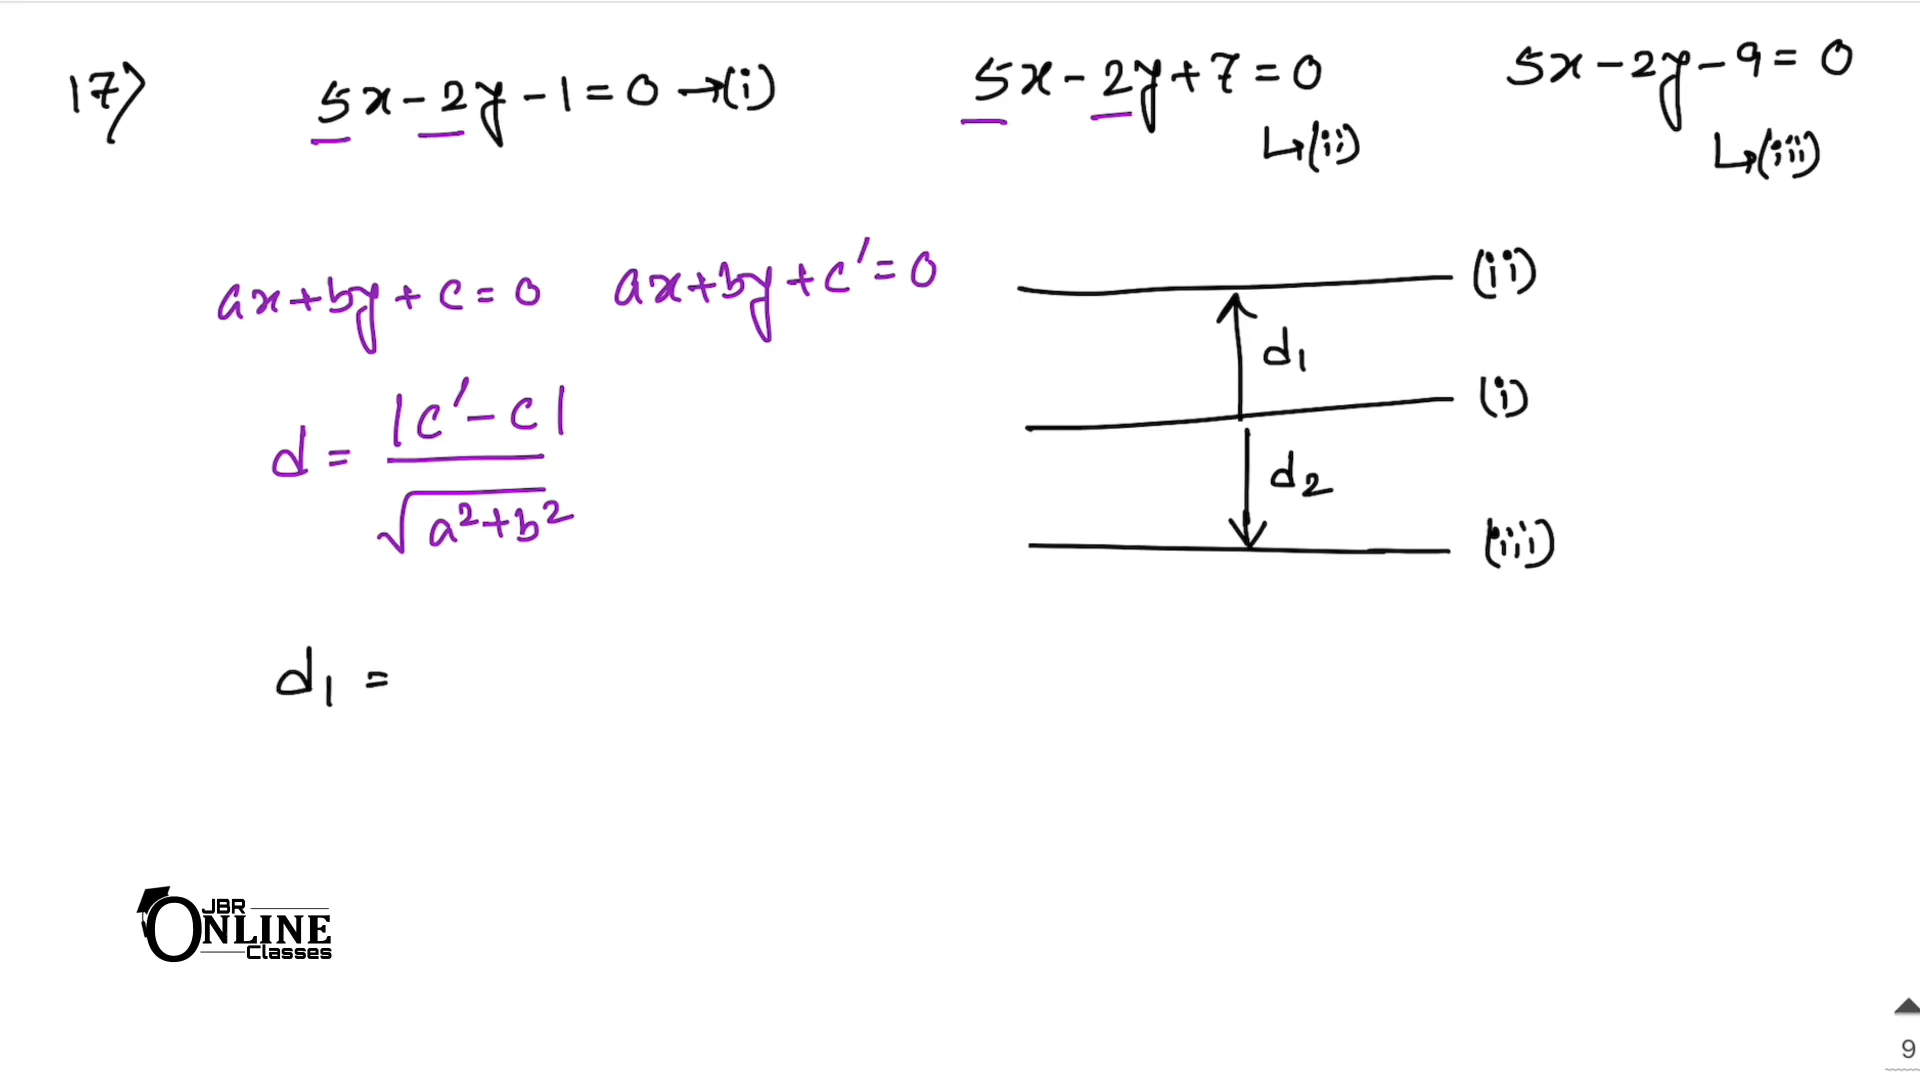 17) 5x - 2y - 1 = 0 → (i) 5x - 2y + 7 = 0 5x - 2y - 9 = 0
↳ (ii) ↳ (iii)
ax + by + c = 0 ax + by + c' = 0
d = |c' - c| / √(a² + b²)
(ii)
d₁
(i)
d₂
(iii)
d₁ =
JBR
ONLINE
Classes
9